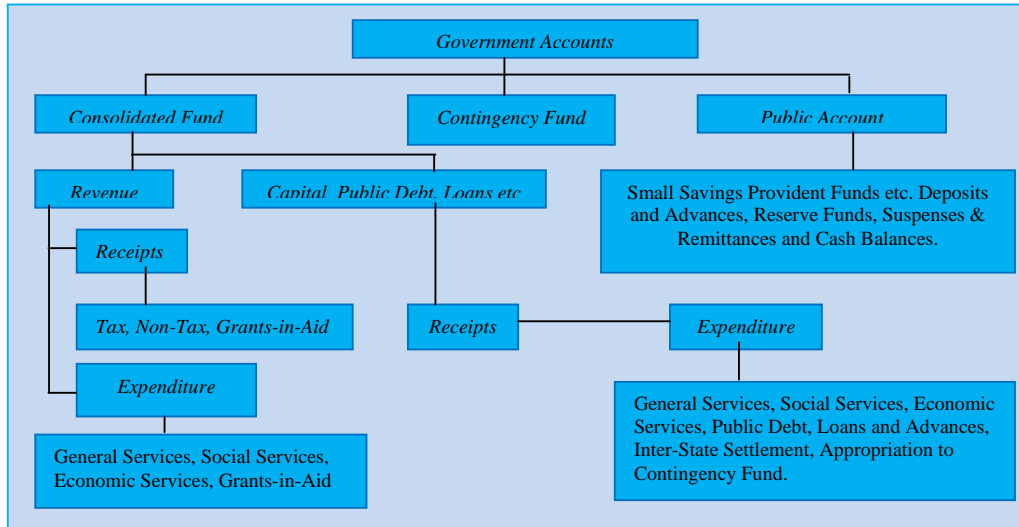 Government Accounts
Consolidated Fund
Contingency Fund
Public Account
Revenue
Capital, Public Debt, Loans etc
Small Savings Provident Funds etc. Deposits
and Advances, Reserve Funds, Suspenses &
Remittances and Cash Balances.
Receipts
Tax, Non-Tax, Grants-in-Aid
Receipts
Expenditure
Expenditure
General Services, Social Services,
Economic Services, Grants-in-Aid
General Services, Social Services, Economic
Services, Public Debt, Loans and Advances,
Inter-State Settlement, Appropriation to
Contingency Fund.